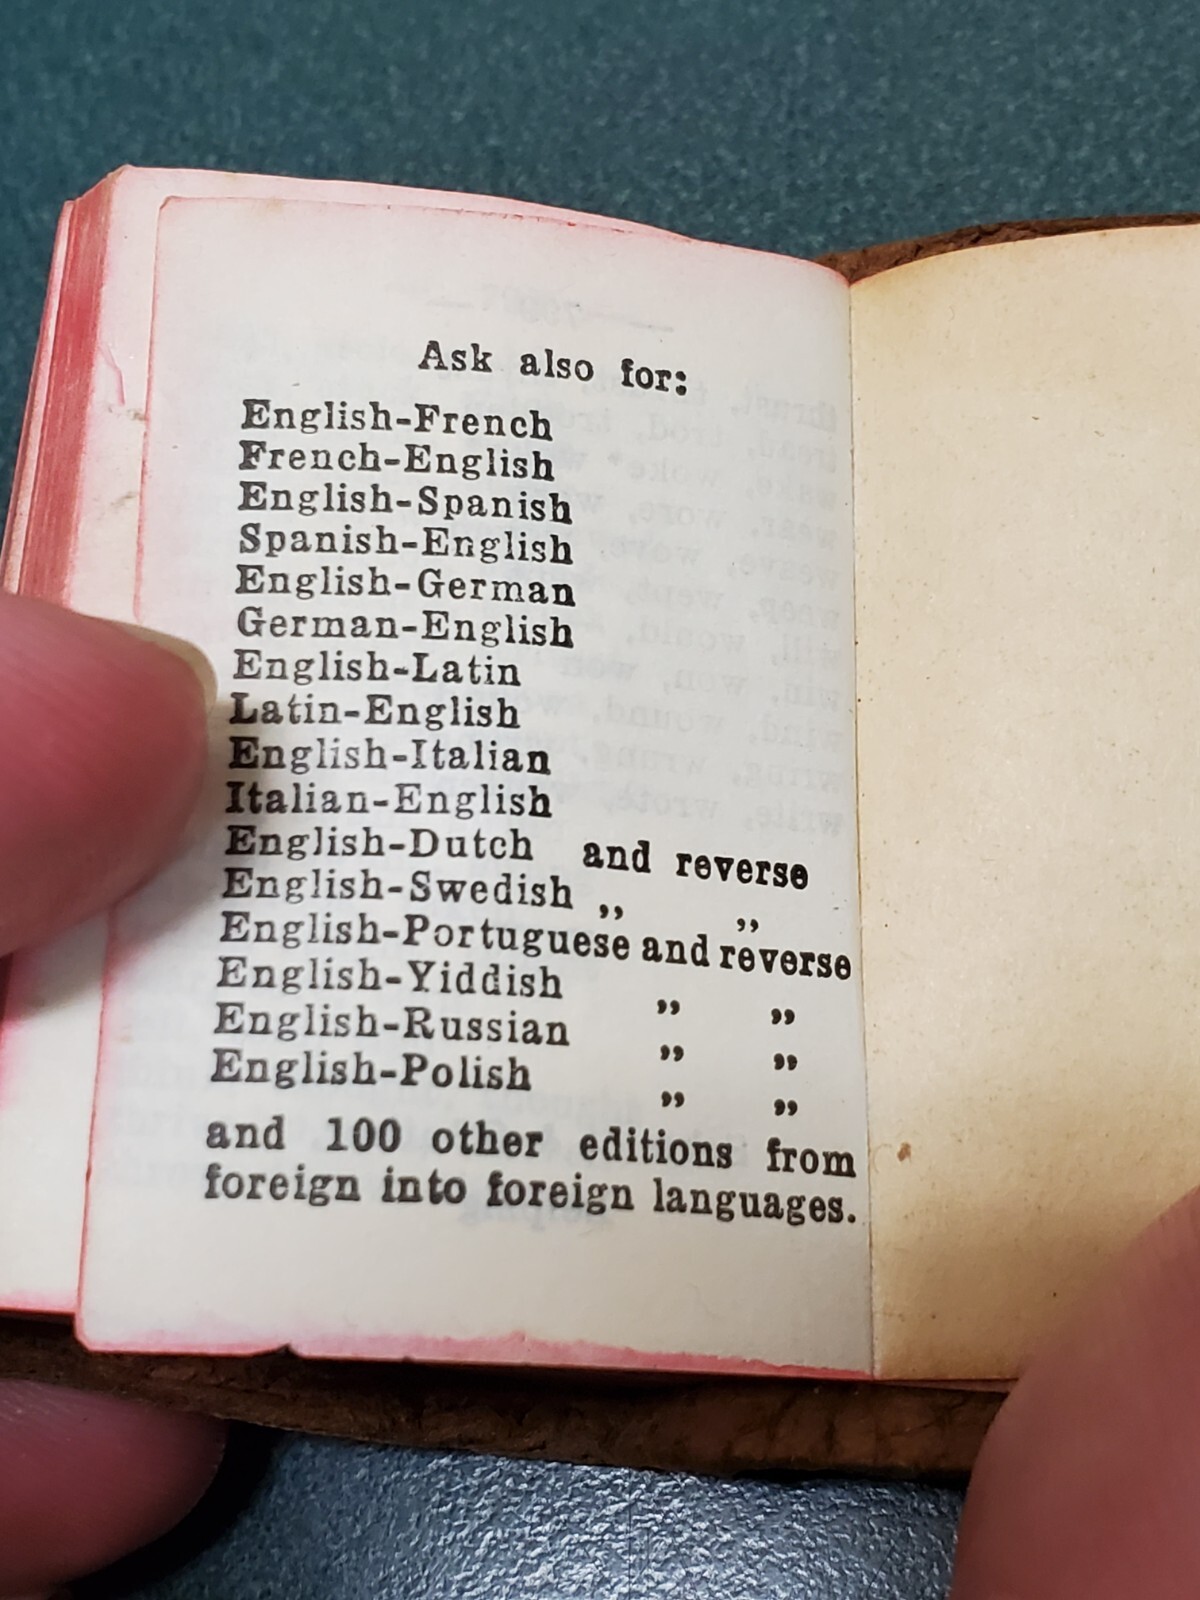 Ask also for:
English-French
French-English
English-Spanish
Spanish-English
English-German
German-English
English-Latin
Latin-English
English-Italian
Italian-English
English-Dutch and reverse
English-Swedish „ „
English-Portuguese and reverse
English-Yiddish „ „
English-Russian „ „
English-Polish „ „
and 100 other editions from
foreign into foreign languages.